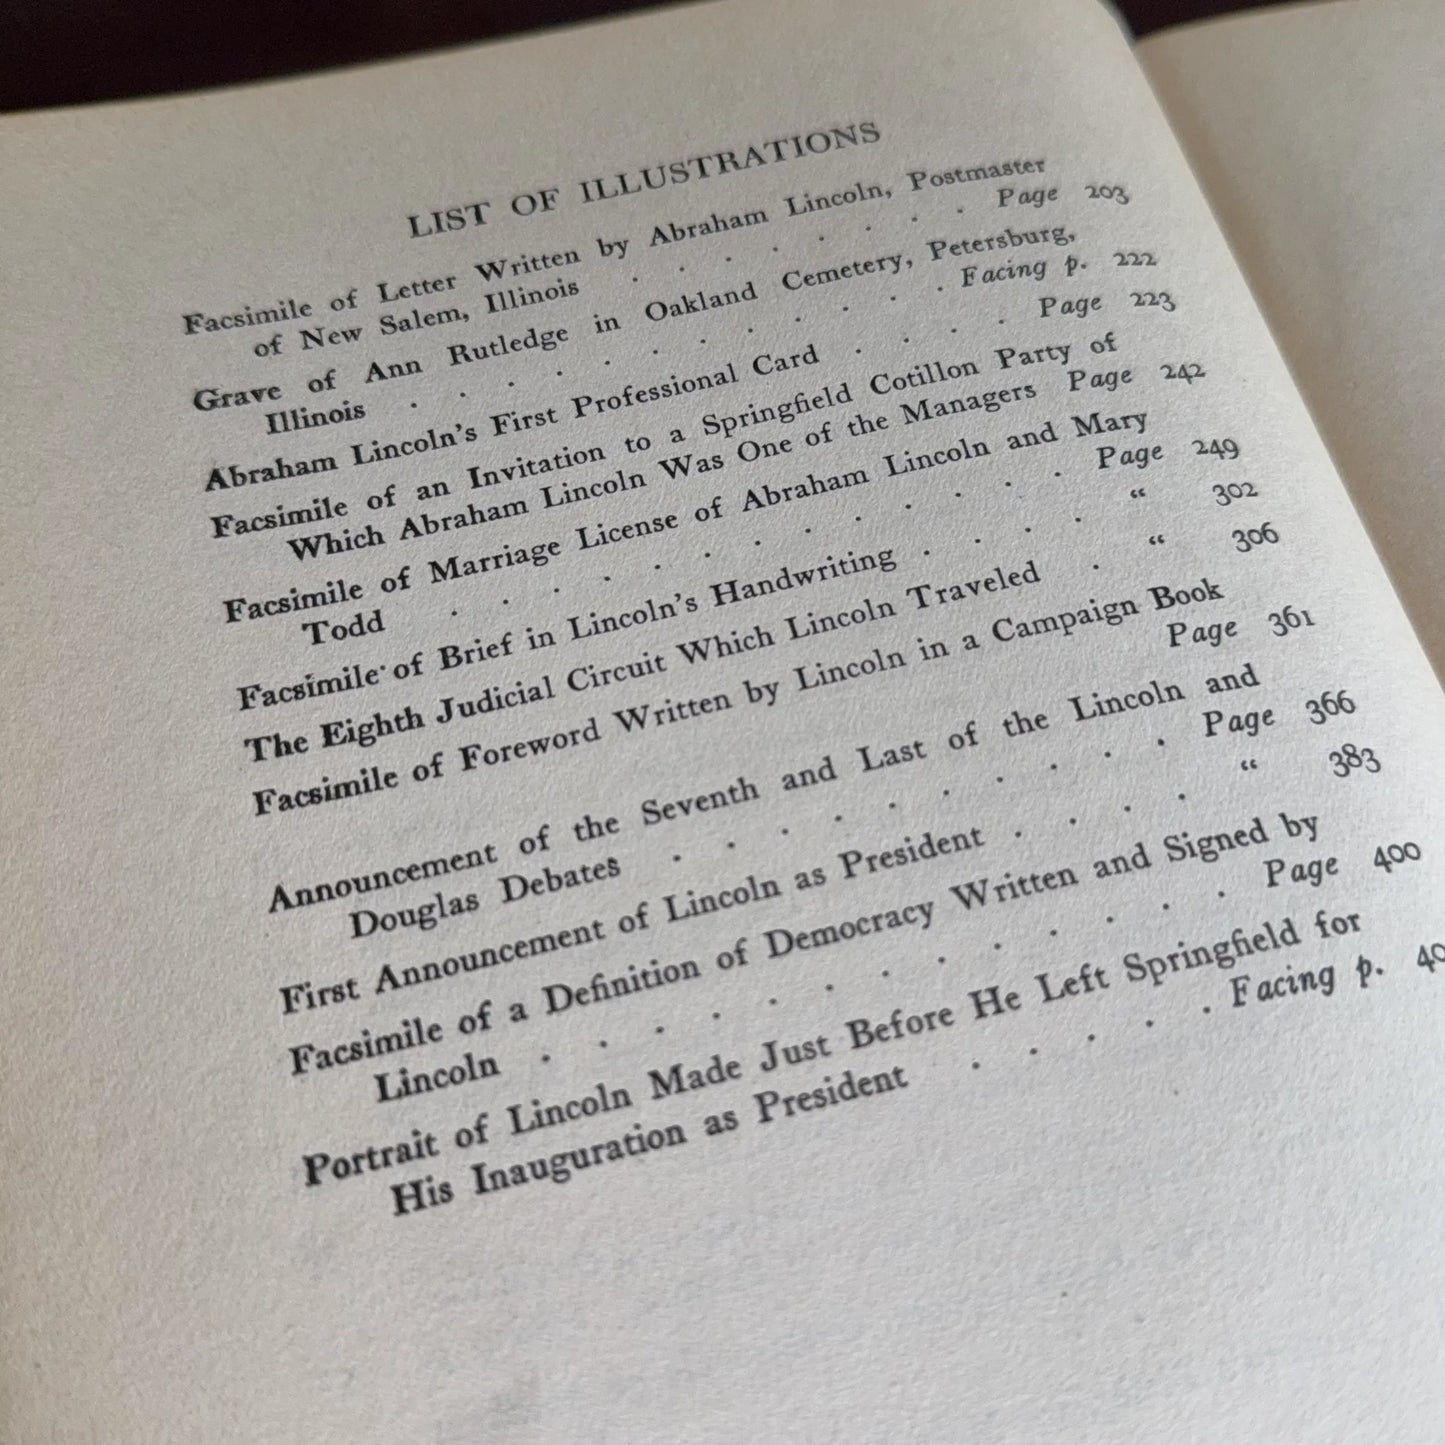 LIST OF ILLUSTRATIONS
Facsimile of Letter Written by Abraham Lincoln, Postmaster
of New Salem, Illinois . . . . . . . Page 203
Grave of Ann Rutledge in Oakland Cemetery, Petersburg,
Illinois . . . . . . . . . . Facing p. 222
Abraham Lincoln's First Professional Card . . . . Page 223
Facsimile of an Invitation to a Springfield Cotillon Party of
Which Abraham Lincoln Was One of the Managers Page 242
Facsimile of Marriage License of Abraham Lincoln and Mary
Todd . . . . . . . . . . . . . Page 249
Facsimile of Brief in Lincoln's Handwriting . . . . “ 302
The Eighth Judicial Circuit Which Lincoln Traveled . “ 306
Facsimile of Foreword Written by Lincoln in a Campaign Book
Page 361
Announcement of the Seventh and Last of the Lincoln and
Douglas Debates . . . . . . . . . . Page 366
First Announcement of Lincoln as President . . . . “ 383
Facsimile of a Definition of Democracy Written and Signed by
Lincoln . . . . . . . . . . . . . Page 400
Portrait of Lincoln Made Just Before He Left Springfield for
His Inauguration as President . . . . . Facing p.